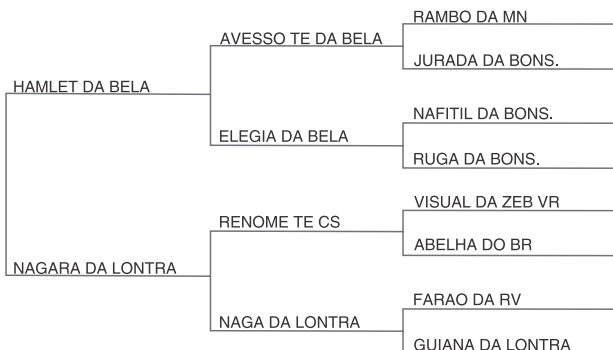 RAMBO DA MN
AVESSO TE DA BELA
JURADA DA BONS.
HAMLET DA BELA
NAFITIL DA BONS.
ELEGIA DA BELA
RUGA DA BONS.
VISUAL DA ZEB VR
RENOME TE CS
ABELHA DO BR
NAGARA DA LONTRA
FARAO DA RV
NAGA DA LONTRA
GUIANA DA LONTRA